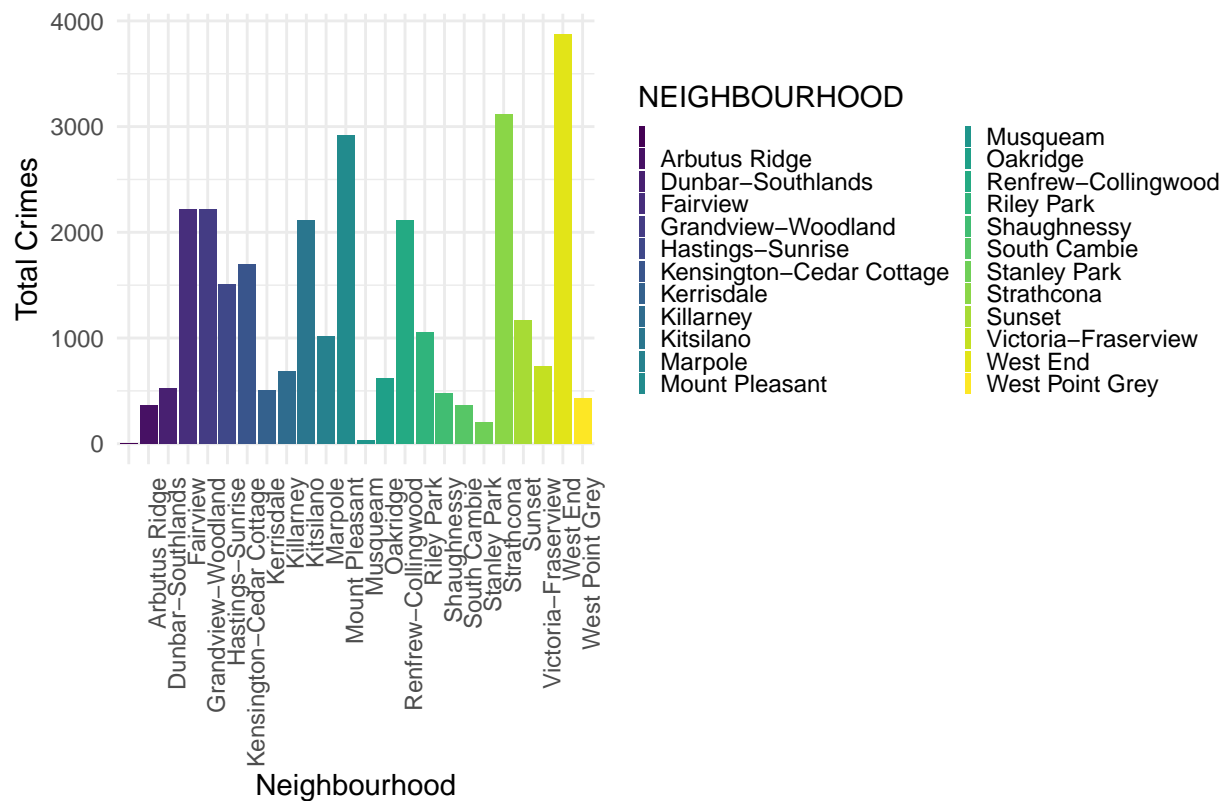 4000
3000
2000
1000
0
Total Crimes
Arbutus Ridge
Dunbar−Southlands
Fairview
Grandview−Woodland
Hastings−Sunrise
Kensington−Cedar Cottage
Kerrisdale
Killarney
Kitsilano
Marpole
Mount Pleasant
Musqueam
Oakridge
Renfrew−Collingwood
Riley Park
Shaughnessy
South Cambie
Stanley Park
Strathcona
Sunset
Victoria−Fraserview
West End
West Point Grey
Neighbourhood
NEIGHBOURHOOD
Arbutus Ridge
Dunbar−Southlands
Fairview
Grandview−Woodland
Hastings−Sunrise
Kensington−Cedar Cottage
Kerrisdale
Killarney
Kitsilano
Marpole
Mount Pleasant
Musqueam
Oakridge
Renfrew−Collingwood
Riley Park
Shaughnessy
South Cambie
Stanley Park
Strathcona
Sunset
Victoria−Fraserview
West End
West Point Grey